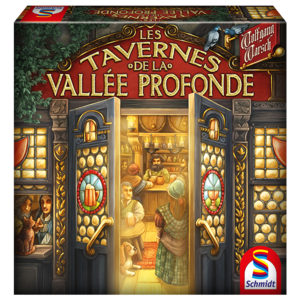 LES
TAVERNES
DE LA
VALLÉE PROFONDE
Wolfgang
Warsch
S
Schmidt